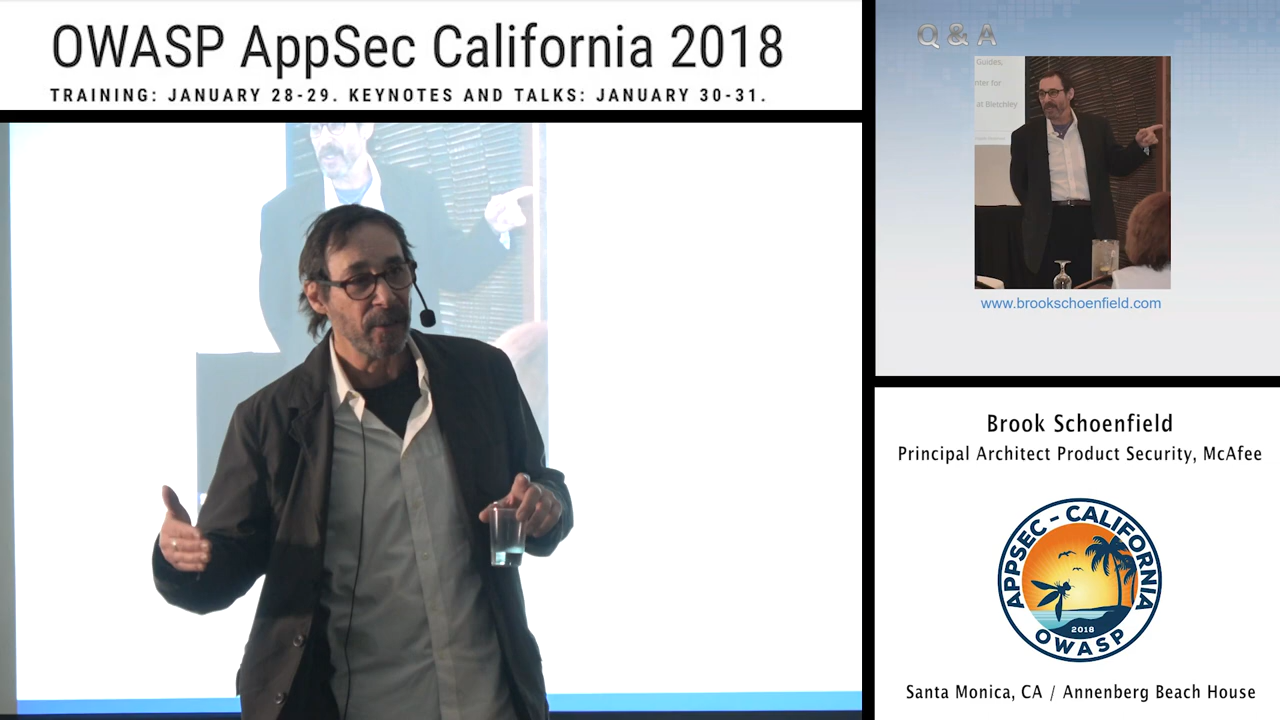 OWASP AppSec California 2018
TRAINING: JANUARY 28-29. KEYNOTES AND TALKS: JANUARY 30-31.
Q & A
Guides,
nter for
at Bletchley
www.brookschoenfield.com
Brook Schoenfield
Principal Architect Product Security, McAfee
APPSEC - CALIFORNIA
2018
OWASP
Santa Monica, CA / Annenberg Beach House